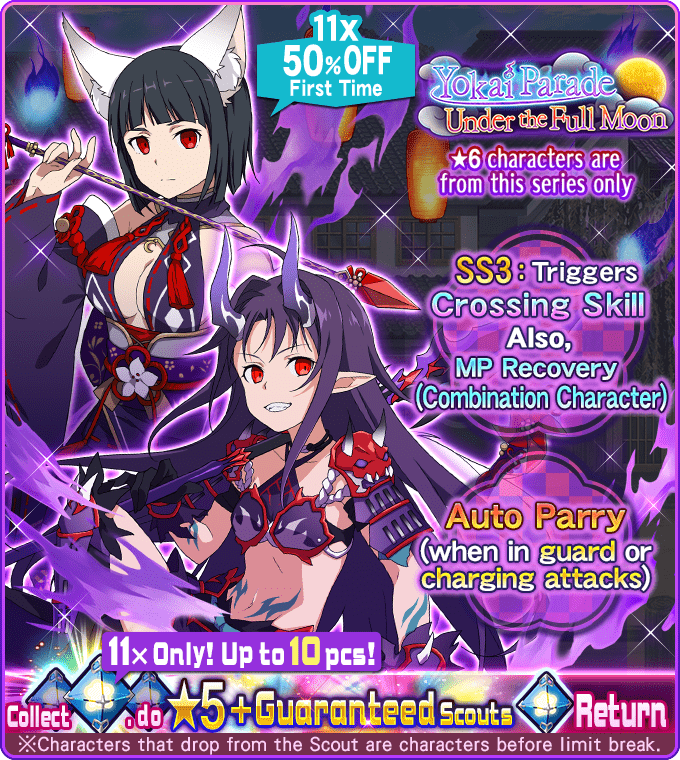 11x
50%OFF
First Time
Yokai Parade
Under the Full Moon
★6 characters are
from this series only
SS3: Triggers
Crossing Skill
Also,
MP Recovery
(Combination Character)
Auto Parry
(when in guard or
charging attacks)
11× Only! Up to 10 pcs!
Collect , do ★5+Guaranteed Scouts Return
※Characters that drop from the Scout are characters before limit break.